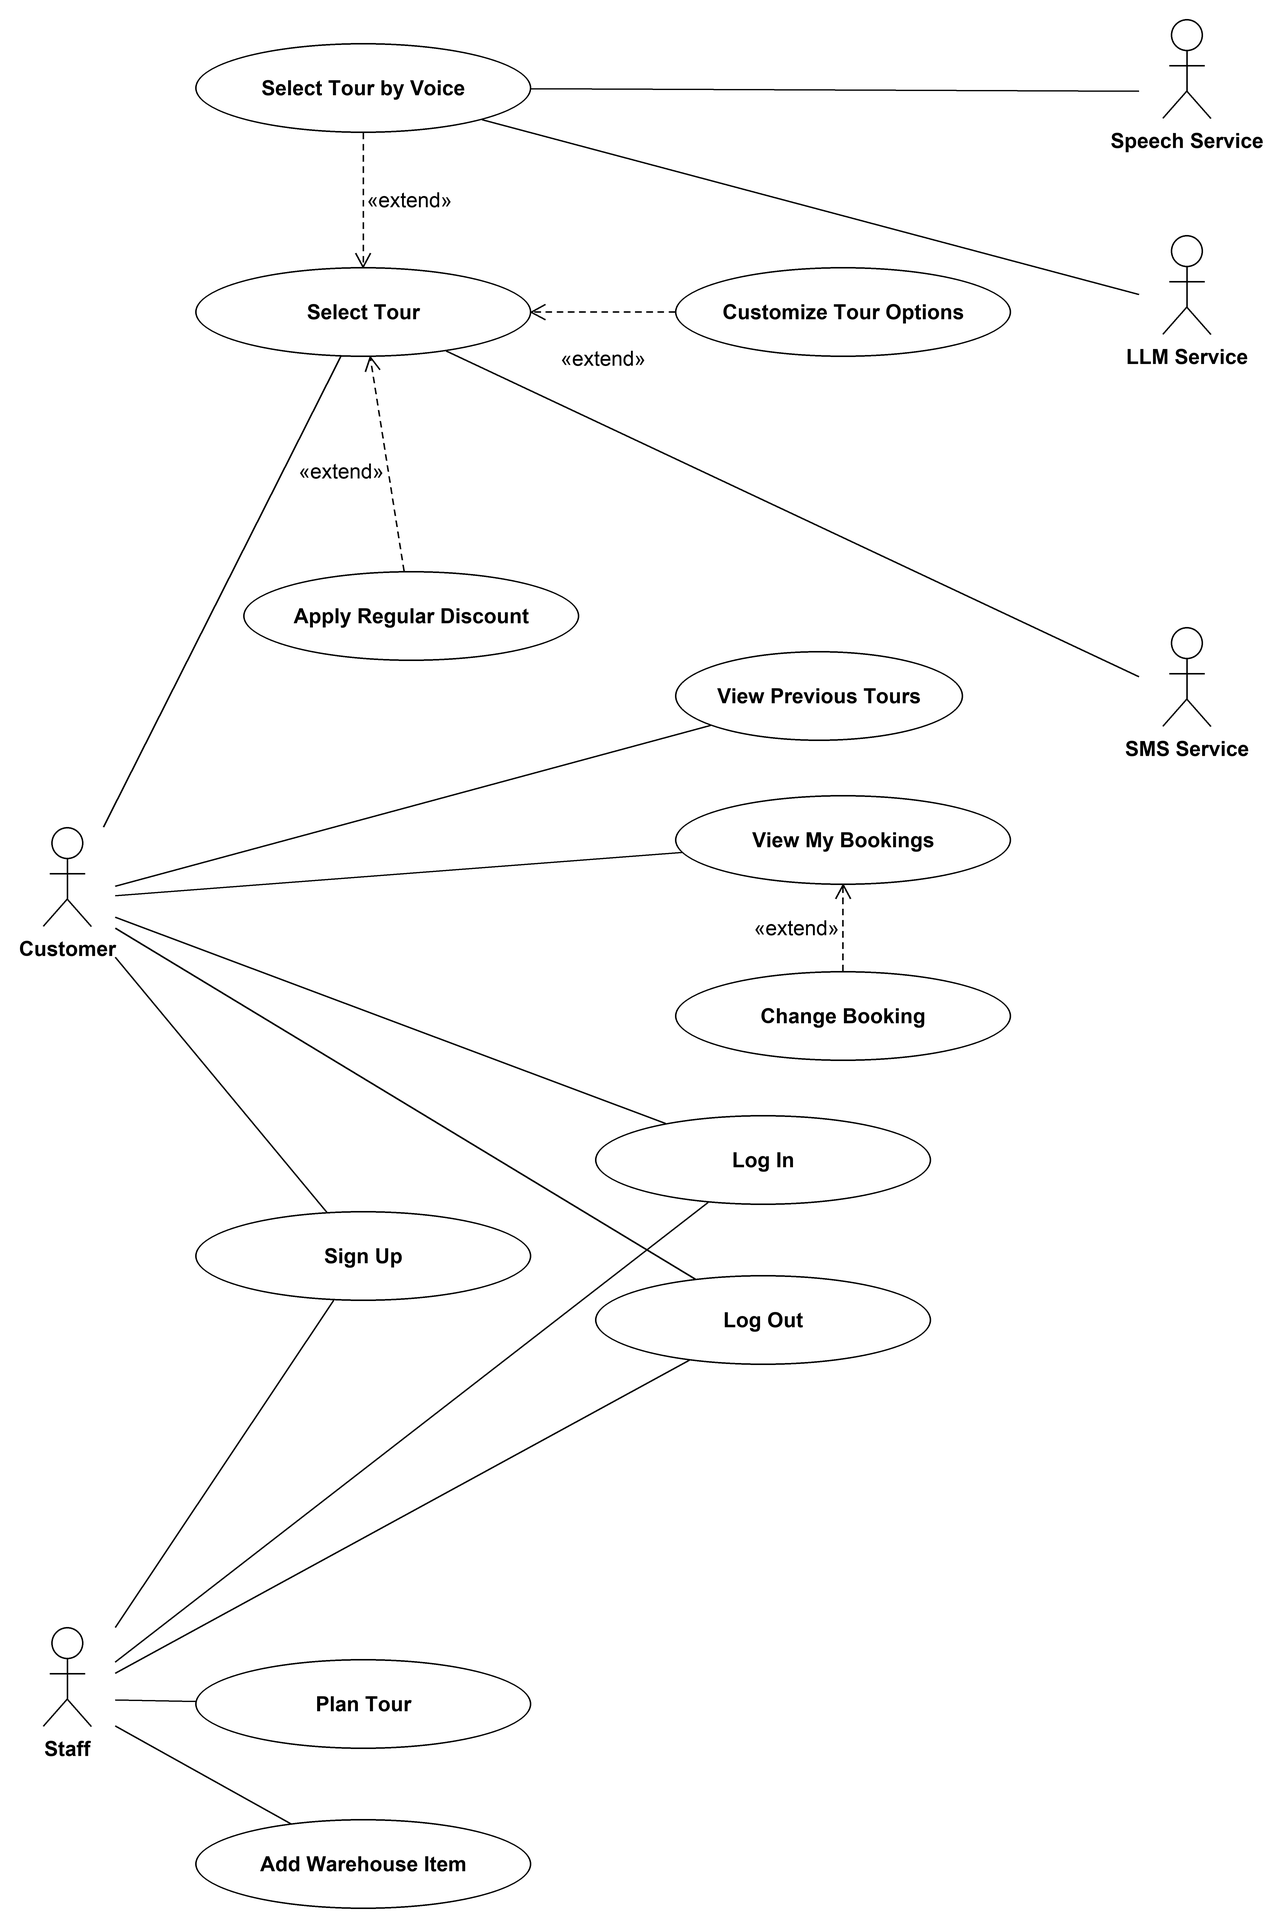 Select Tour by Voice
Speech Service
«extend»
Select Tour
Customize Tour Options
LLM Service
«extend»
«extend»
Apply Regular Discount
View Previous Tours
SMS Service
View My Bookings
«extend»
Customer
Change Booking
Log In
Sign Up
Log Out
Plan Tour
Staff
Add Warehouse Item